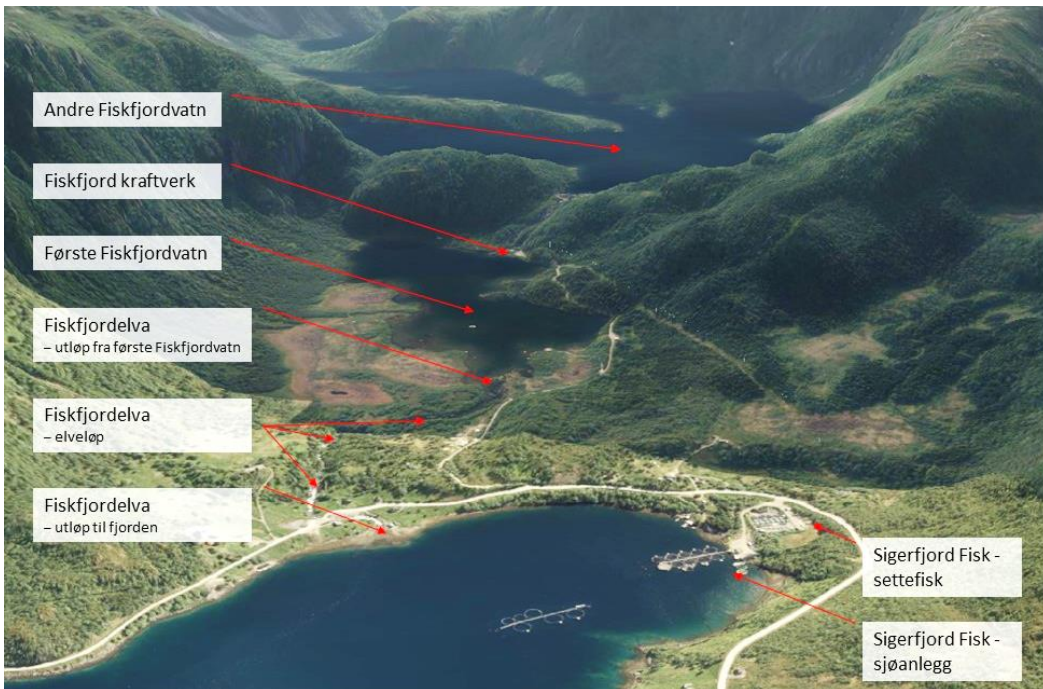 Andre Fiskfjordvatn
Fiskfjord kraftverk
Første Fiskfjordvatn
Fiskfjordelva
– utløp fra første Fiskfjordvatn
Fiskfjordelva
– elveløp
Fiskfjordelva
– utløp til fjorden
Sigerfjord Fisk -
settefisk
Sigerfjord Fisk -
sjøanlegg